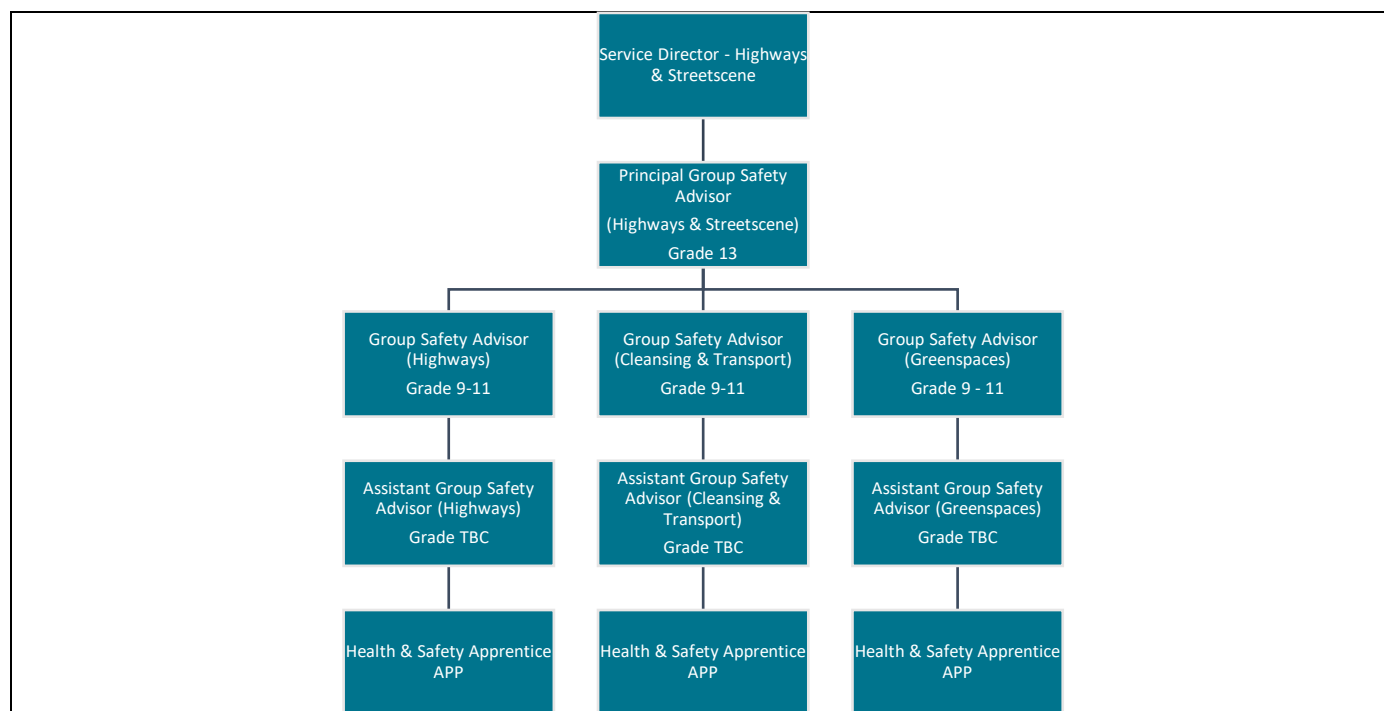 Service Director - Highways
& Streetscene
Principal Group Safety
Advisor
(Highways & Streetscene)
Grade 13
Group Safety Advisor
(Highways)
Grade 9-11
Group Safety Advisor
(Cleansing & Transport)
Grade 9-11
Group Safety Advisor
(Greenspaces)
Grade 9 - 11
Assistant Group Safety
Advisor (Highways)
Grade TBC
Assistant Group Safety
Advisor (Cleansing &
Transport)
Grade TBC
Assistant Group Safety
Advisor (Greenspaces)
Grade TBC
Health & Safety Apprentice
APP
Health & Safety Apprentice
APP
Health & Safety Apprentice
APP